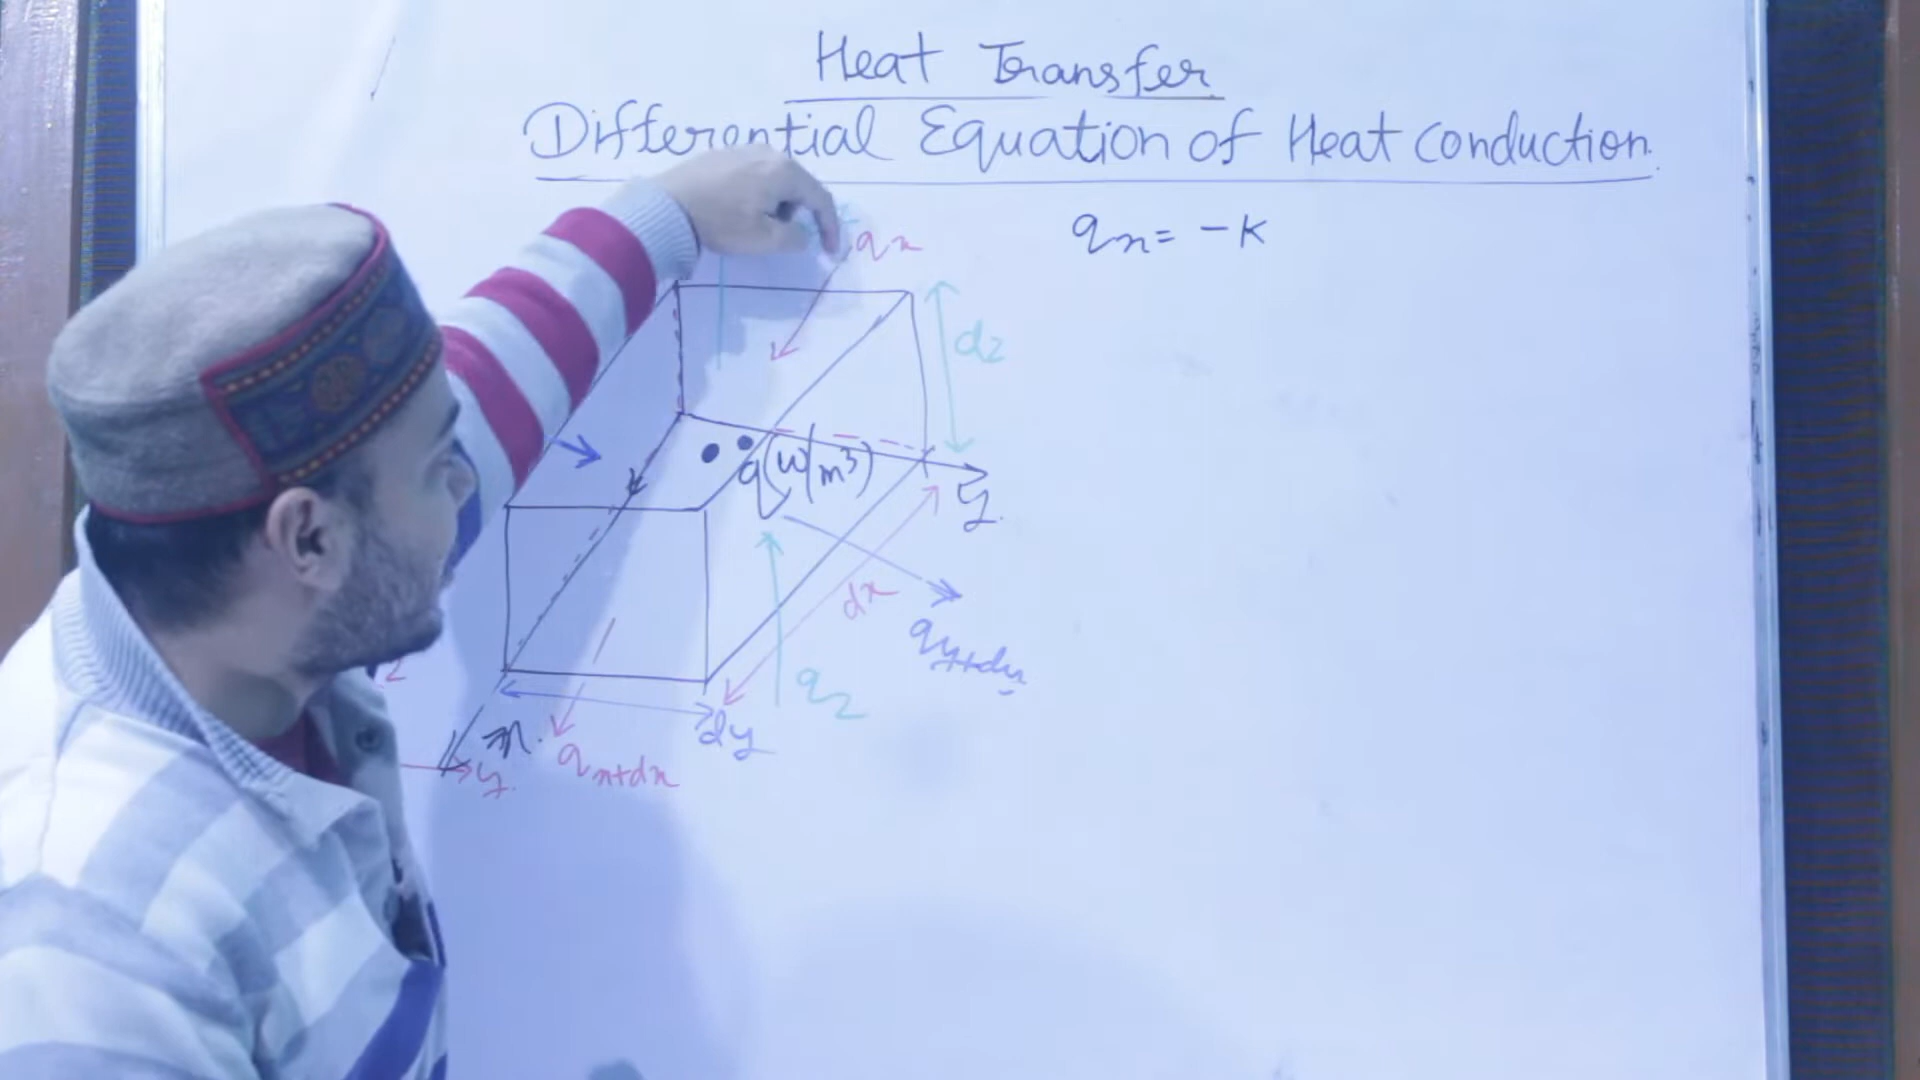 Heat Transfer
Differential Equation of Heat conduction.
qx
qx = -K
dz
q (W/m³)
y
dx
qy+dy
qz
dy
x.
qx+dx
y.
z